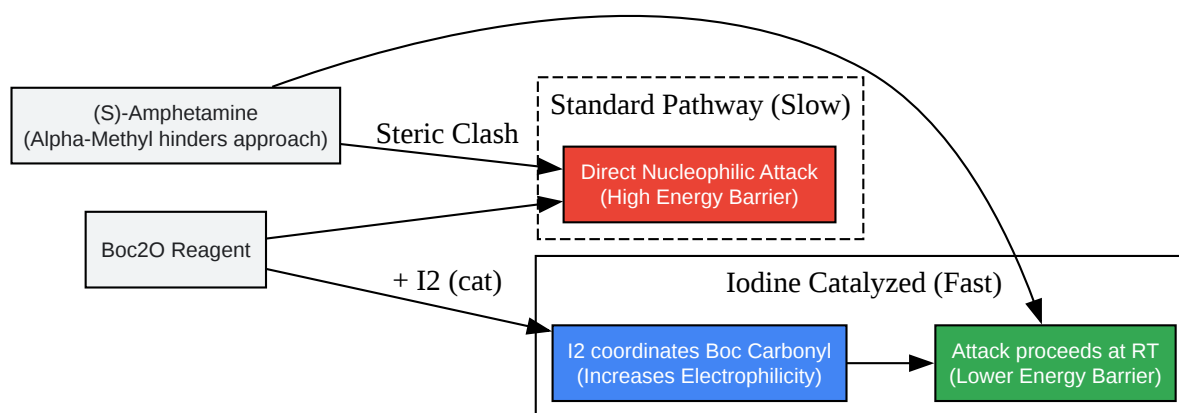 (S)-Amphetamine
(Alpha-Methyl hinders approach)
Steric Clash
Standard Pathway (Slow)
Direct Nucleophilic Attack
(High Energy Barrier)
Boc2O Reagent
+ I2 (cat)
Iodine Catalyzed (Fast)
I2 coordinates Boc Carbonyl
(Increases Electrophilicity)
Attack proceeds at RT
(Lower Energy Barrier)